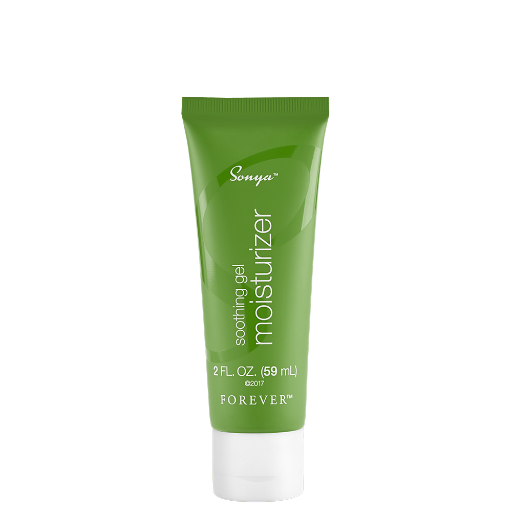 Sonya™
soothing gel
moisturizer
2 FL. OZ. (59 mL)
©2017
FOREVER™